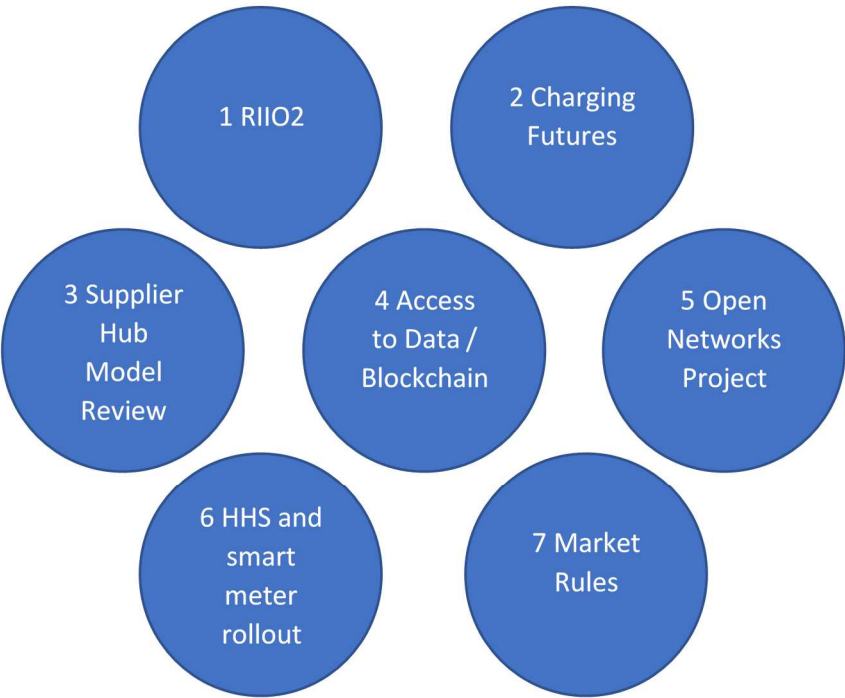 1 RIIO2
2 Charging
Futures
3 Supplier
Hub
Model
Review
4 Access
to Data /
Blockchain
5 Open
Networks
Project
6 HHS and
smart
meter
rollout
7 Market
Rules